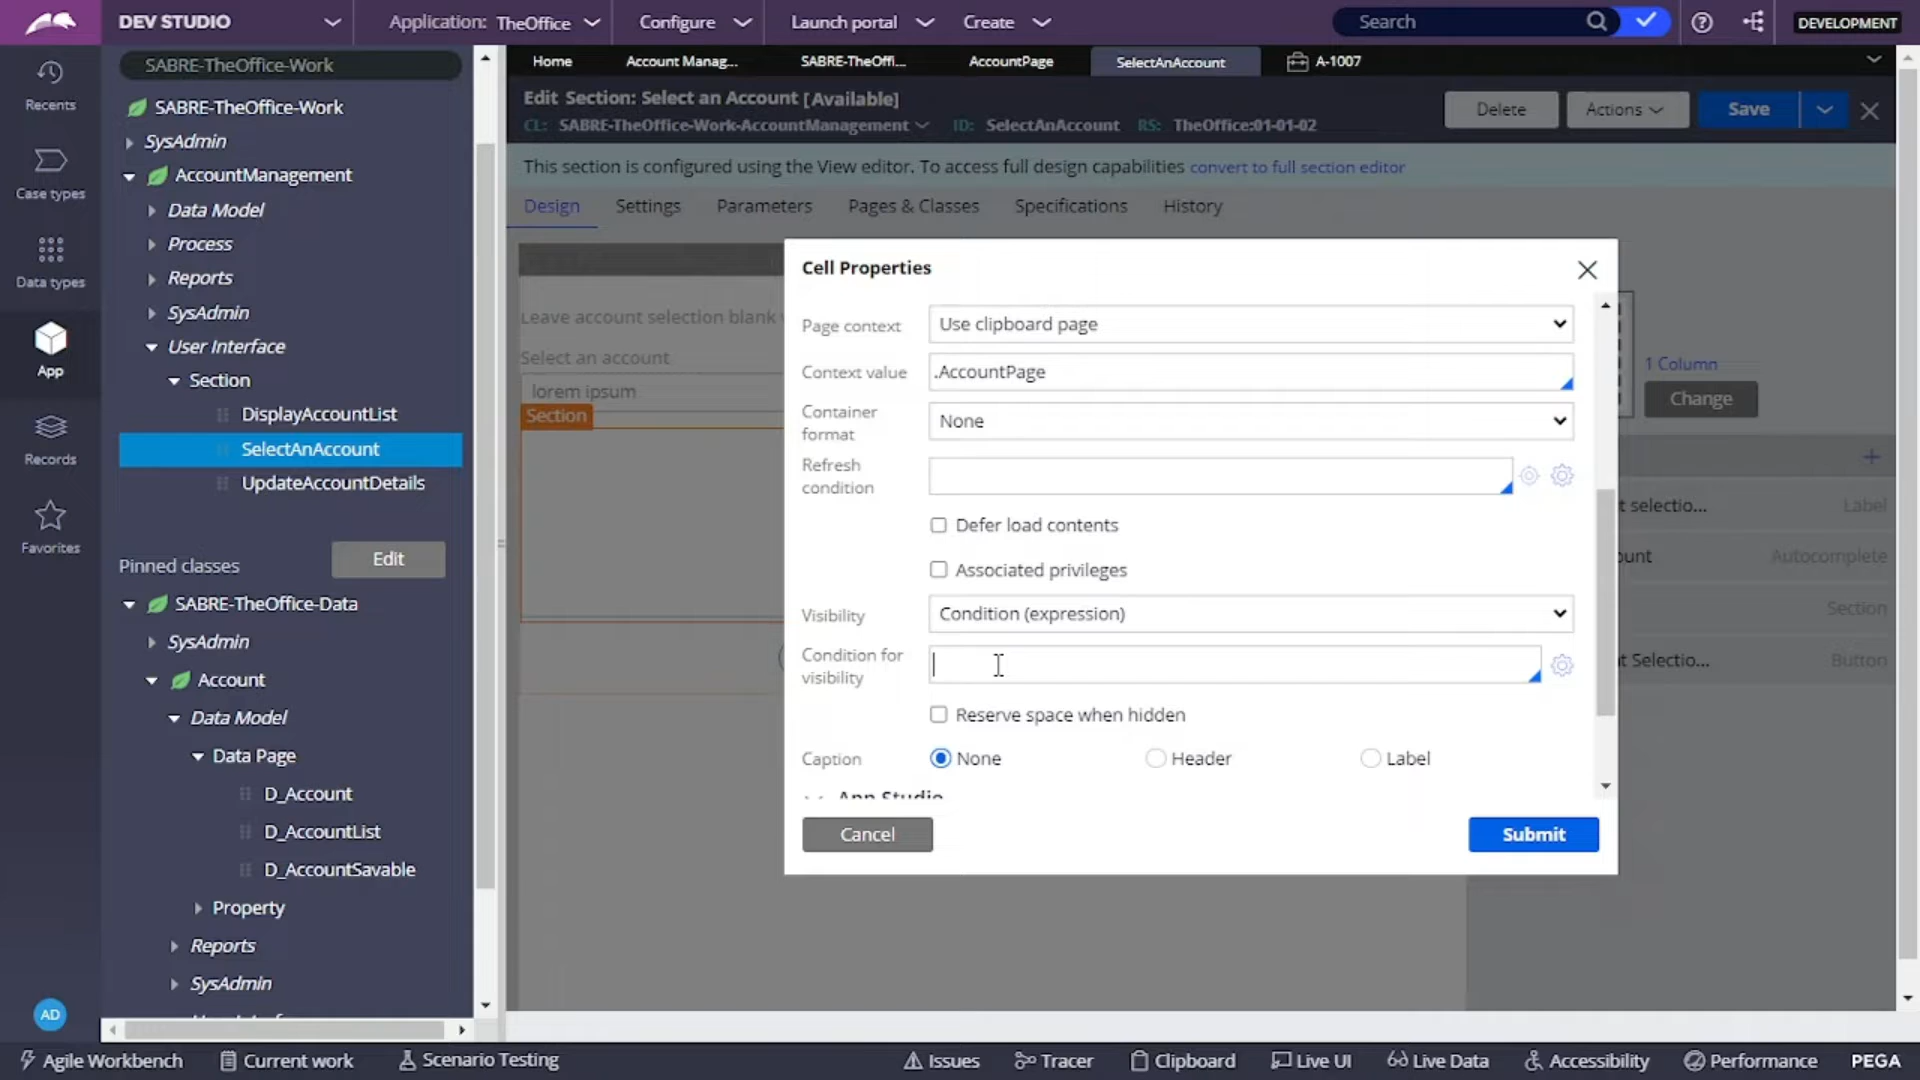 DEV STUDIO
Application: TheOffice
Configure
Launch portal
Create
Search
DEVELOPMENT
Recents
Case types
Data types
App
Records
Favorites
AD
SABRE-TheOffice-Work
SABRE-TheOffice-Work
SysAdmin
AccountManagement
Data Model
Process
Reports
SysAdmin
User Interface
Section
DisplayAccountList
SelectAnAccount
UpdateAccountDetails
Pinned classes
Edit
SABRE-TheOffice-Data
SysAdmin
Account
Data Model
Data Page
D_Account
D_AccountList
D_AccountSavable
Property
Reports
SysAdmin
Home
Account Manag...
SABRE-TheOffi...
AccountPage
SelectAnAccount
A-1007
Edit Section: Select an Account [Available]
CL: SABRE-TheOffice-Work-AccountManagement ID: SelectAnAccount RS: TheOffice:01-01-02
Delete
Actions
Save
This section is configured using the View editor. To access full design capabilities convert to full section editor
Design
Settings
Parameters
Pages & Classes
Specifications
History
Leave account selection blank
Select an account
lorem ipsum
Section
1 Column
Change
t selectio... Label
ount Autocomplete
Section
t Selectio... Button
Cell Properties
Page context
Use clipboard page
Context value
.AccountPage
Container format
None
Refresh condition
Defer load contents
Associated privileges
Visibility
Condition (expression)
Condition for visibility
Reserve space when hidden
Caption
None
Header
Label
App Studio
Cancel
Submit
Agile Workbench
Current work
Scenario Testing
Issues
Tracer
Clipboard
Live UI
Live Data
Accessibility
Performance
PEGA